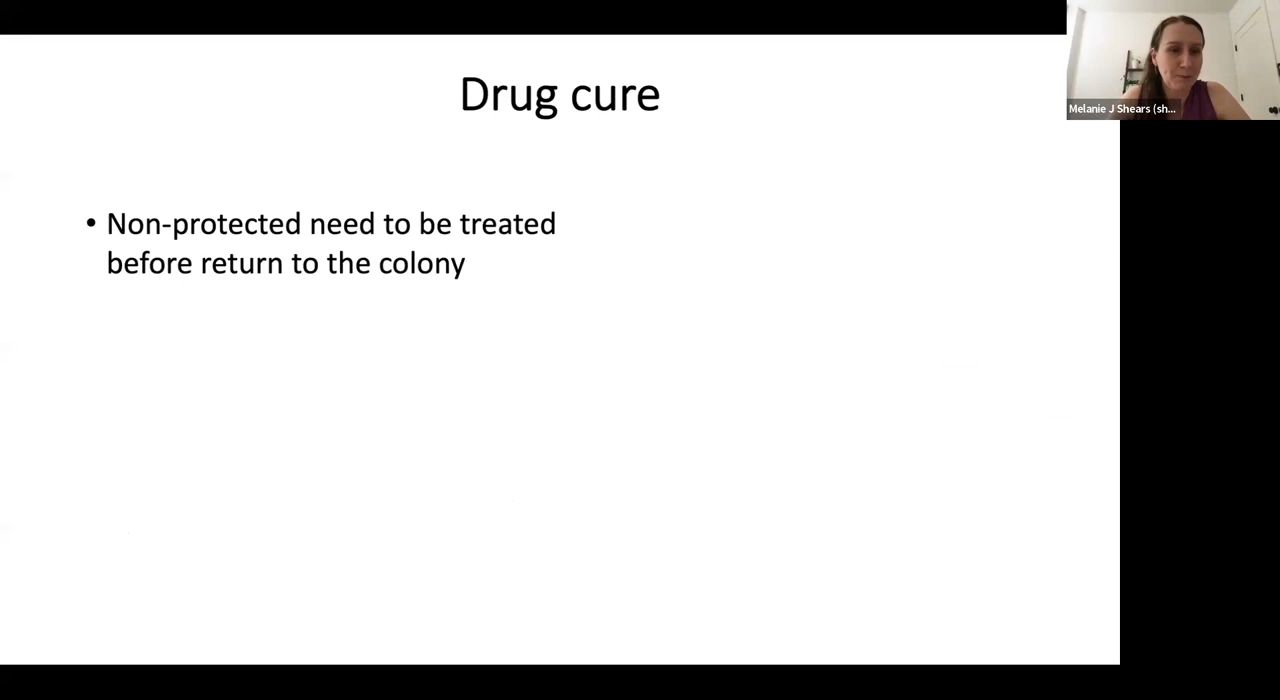 Drug cure
Melanie J Shears (sh...
• Non-protected need to be treated
before return to the colony